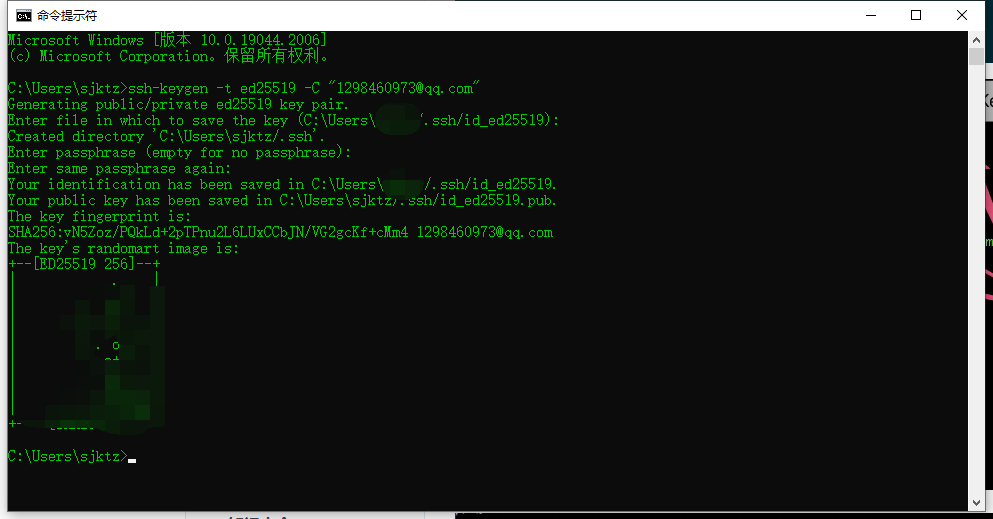 命令提示符
Microsoft Windows [版本 10.0.19044.2006]
(c) Microsoft Corporation。保留所有权利。
C:\Users\sjktz>ssh-keygen -t ed25519 -C "1298460973@qq.com"
Generating public/private ed25519 key pair.
Enter file in which to save the key (C:\Users\ /.ssh/id_ed25519):
Created directory 'C:\Users\sjktz/.ssh'.
Enter passphrase (empty for no passphrase):
Enter same passphrase again:
Your identification has been saved in C:\Users\ /.ssh/id_ed25519.
Your public key has been saved in C:\Users\sjktz/.ssh/id_ed25519.pub.
The key fingerprint is:
SHA256:vN5Zoz/PQkLd+2pTPnu2L6LUxCCbJN/VG2gcKf+cMm4 1298460973@qq.com
The key's randomart image is:
+--[ED25519 256]--+
| . |
. o
C:\Users\sjktz>